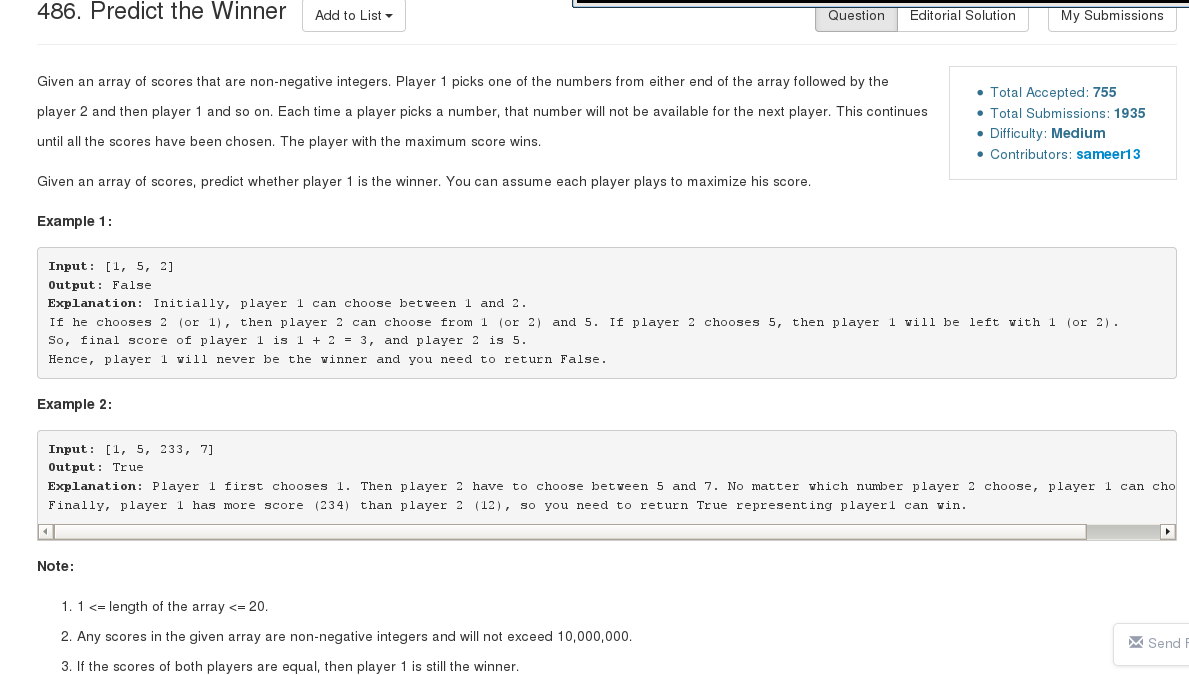 486. Predict the Winner
Add to List
Question
Editorial Solution
My Submissions
Given an array of scores that are non-negative integers. Player 1 picks one of the numbers from either end of the array followed by the
player 2 and then player 1 and so on. Each time a player picks a number, that number will not be available for the next player. This continues
until all the scores have been chosen. The player with the maximum score wins.
Given an array of scores, predict whether player 1 is the winner. You can assume each player plays to maximize his score.
Total Accepted: 755
Total Submissions: 1935
Difficulty: Medium
Contributors: sameer13
Example 1:
Input: [1, 5, 2]
Output: False
Explanation: Initially, player 1 can choose between 1 and 2.
If he chooses 2 (or 1), then player 2 can choose from 1 (or 2) and 5. If player 2 chooses 5, then player 1 will be left with 1 (or 2).
So, final score of player 1 is 1 + 2 = 3, and player 2 is 5.
Hence, player 1 will never be the winner and you need to return False.
Example 2:
Input: [1, 5, 233, 7]
Output: True
Explanation: Player 1 first chooses 1. Then player 2 have to choose between 5 and 7. No matter which number player 2 choose, player 1 can cho
Finally, player 1 has more score (234) than player 2 (12), so you need to return True representing player1 can win.
Note:
1. 1 <= length of the array <= 20.
2. Any scores in the given array are non-negative integers and will not exceed 10,000,000.
3. If the scores of both players are equal, then player 1 is still the winner.
Send F